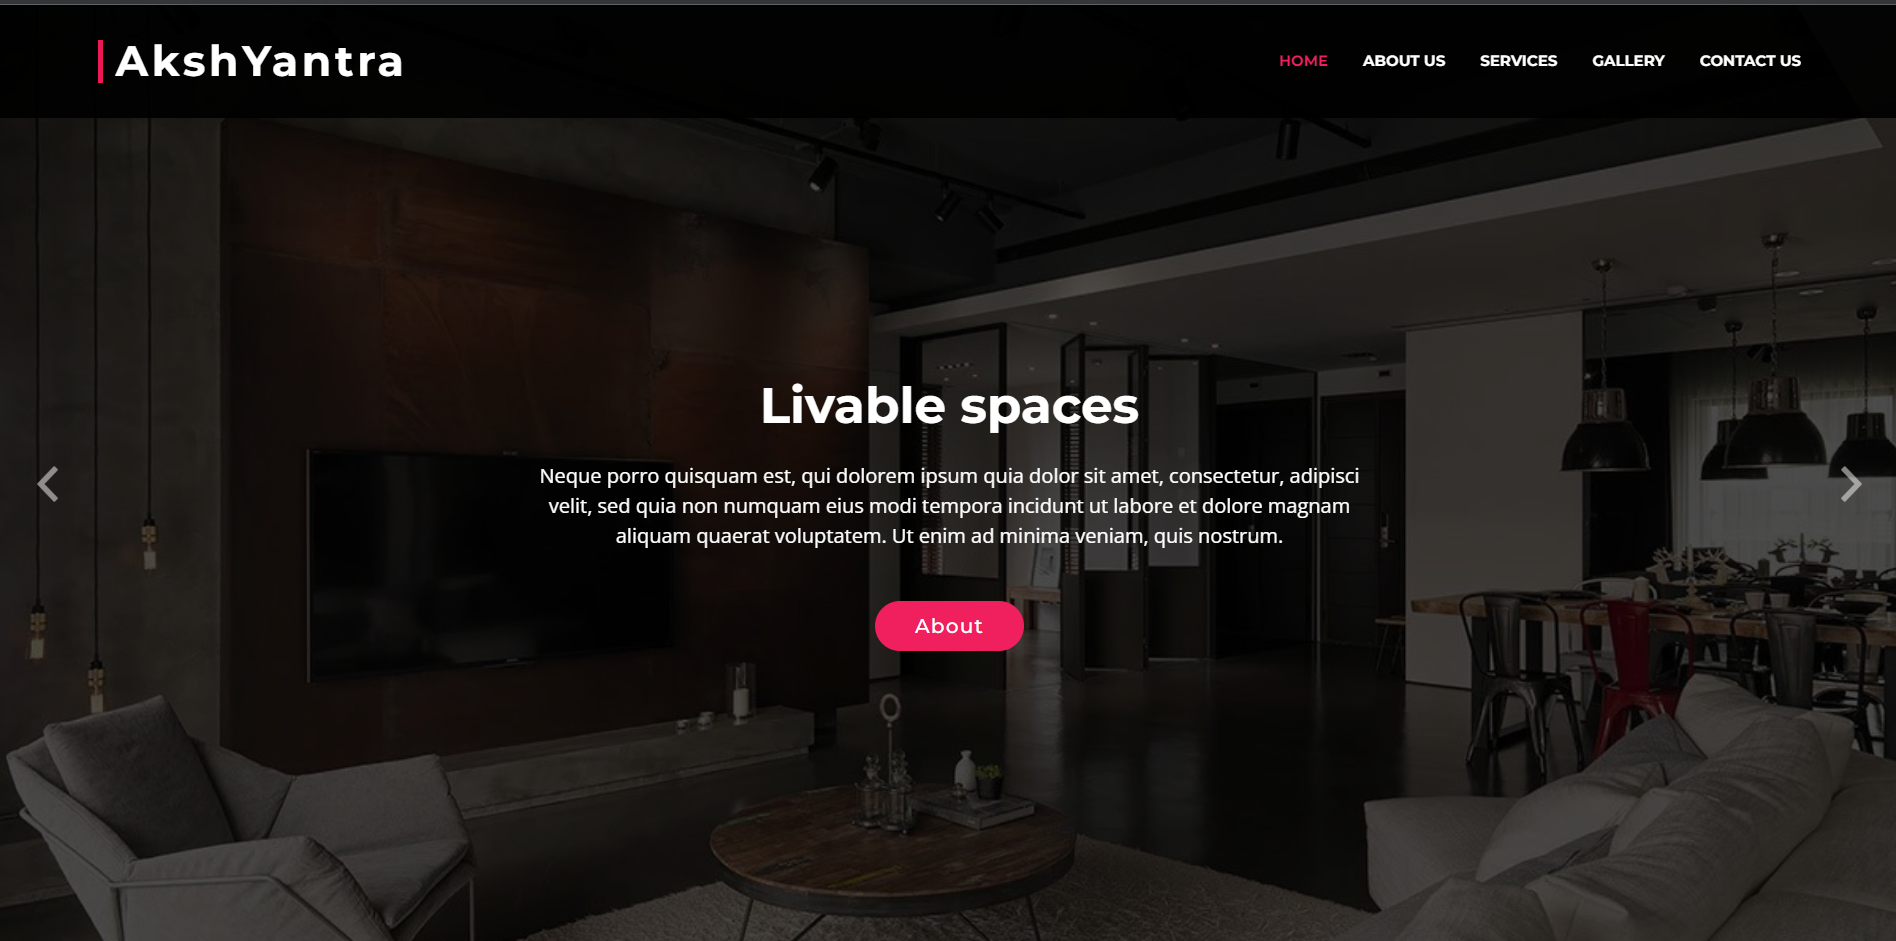 AkshYantra
HOME ABOUT US SERVICES GALLERY CONTACT US
Livable spaces
Neque porro quisquam est, qui dolorem ipsum quia dolor sit amet, consectetur, adipisci
velit, sed quia non numquam eius modi tempora incidunt ut labore et dolore magnam
aliquam quaerat voluptatem. Ut enim ad minima veniam, quis nostrum.
About